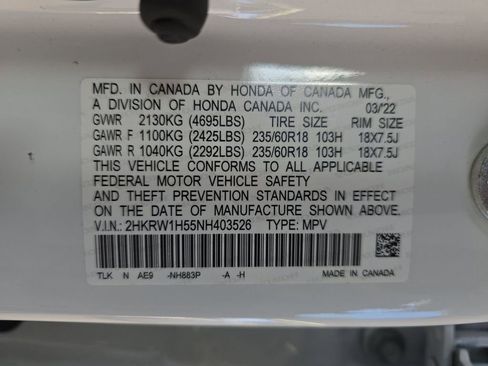 MFD. IN CANADA BY HONDA OF CANADA MFG.,
A DIVISION OF HONDA CANADA INC. 03/22
GVWR 2130KG (4695LBS) TIRE SIZE RIM SIZE
GAWR F 1100KG (2425LBS) 235/60R18 103H 18X7.5J
GAWR R 1040KG (2292LBS) 235/60R18 103H 18X7.5J
THIS VEHICLE CONFORMS TO ALL APPLICABLE
FEDERAL MOTOR VEHICLE SAFETY
AND THEFT PREVENTION STANDARDS IN EFFECT
ON THE DATE OF MANUFACTURE SHOWN ABOVE.
V.I.N.: 2HKRW1H55NH403526 TYPE: MPV
TLK N AE9 -NH883P -A -H MADE IN CANADA